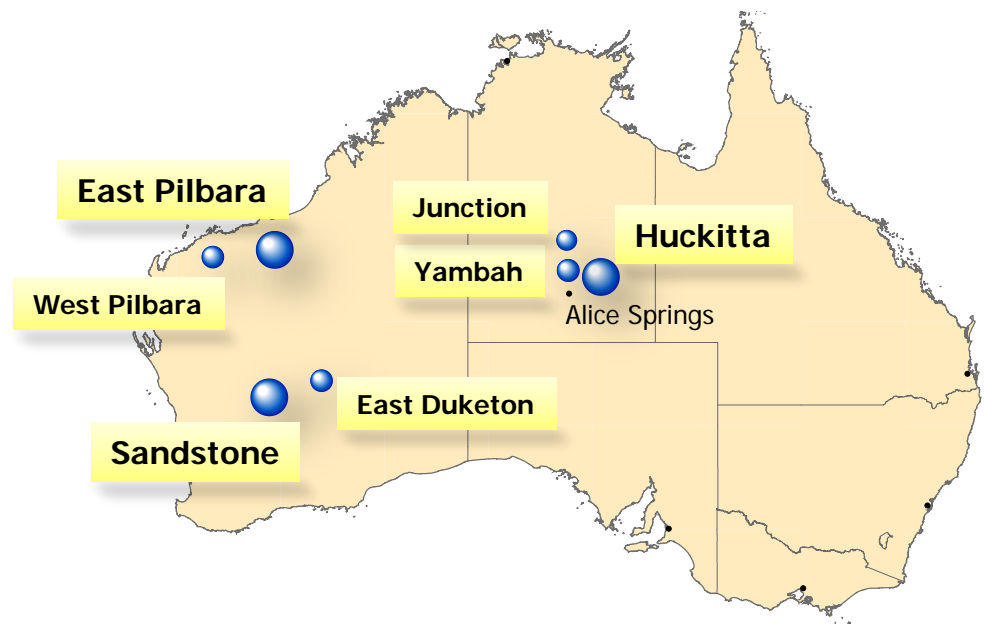 East Pilbara
Junction
Huckitta
Yambah
West Pilbara
Alice Springs
East Duketon
Sandstone